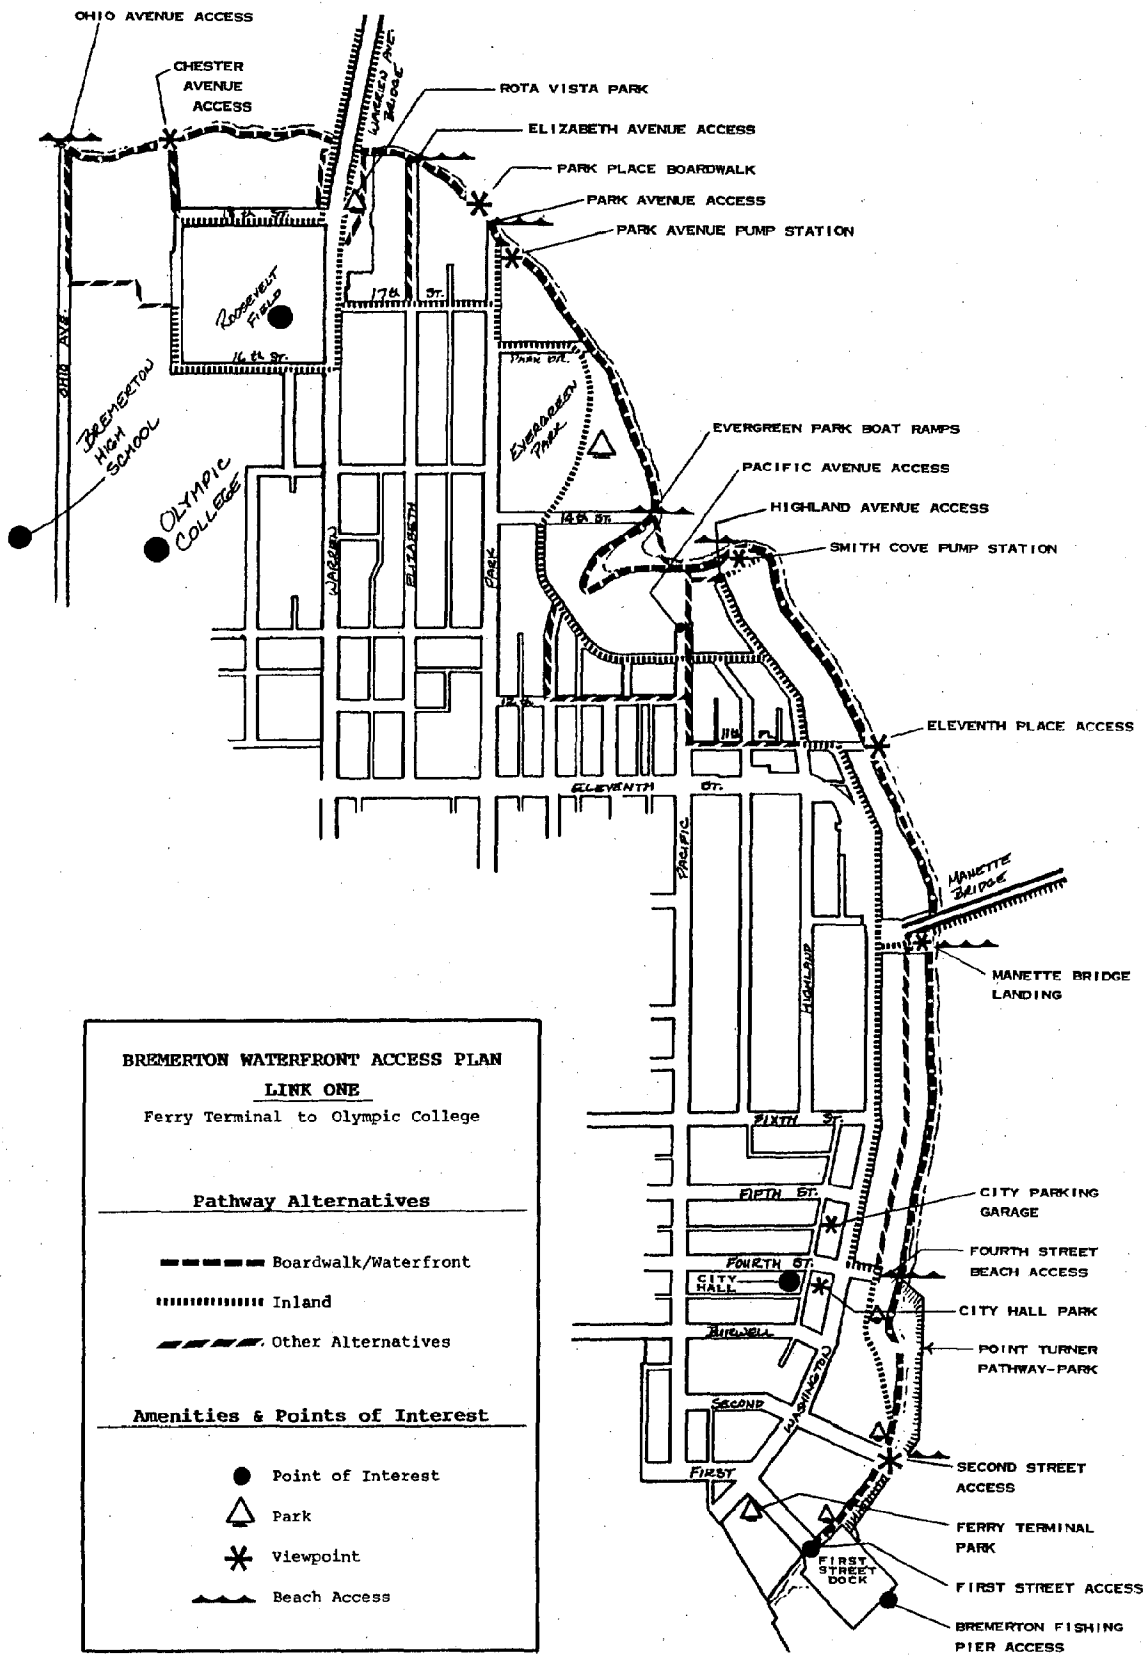 OHIO AVENUE ACCESS
CHESTER
AVENUE
ACCESS
WARREN AVE.
BRIDGE
ROTA VISTA PARK
ELIZABETH AVENUE ACCESS
PARK PLACE BOARDWALK
PARK AVENUE ACCESS
PARK AVENUE PUMP STATION
18th ST.
ROOSEVELT
FIELD
17th ST.
16th ST.
PARK DR.
OHIO AVE.
BREMERTON
HIGH
SCHOOL
OLYMPIC
COLLEGE
EVERGREEN
PARK
EVERGREEN PARK BOAT RAMPS
PACIFIC AVENUE ACCESS
HIGHLAND AVENUE ACCESS
14th ST.
SMITH COVE PUMP STATION
WARREN
ELIZABETH
PARK
12th
11th PL.
ELEVENTH PLACE ACCESS
ELEVENTH ST.
PACIFIC
MANETTE
BRIDGE
HIGHLAND
MANETTE BRIDGE
LANDING
SIXTH ST.
FIFTH ST.
CITY PARKING
GARAGE
FOURTH ST.
CITY
HALL
FOURTH STREET
BEACH ACCESS
CITY HALL PARK
BURWELL
POINT TURNER
PATHWAY-PARK
WASHINGTON
SECOND
FIRST
SECOND STREET
ACCESS
FERRY TERMINAL
PARK
FIRST
STREET
DOCK
FIRST STREET ACCESS
BREMERTON FISHING
PIER ACCESS
BREMERTON WATERFRONT ACCESS PLAN
LINK ONE
Ferry Terminal to Olympic College
Pathway Alternatives
Boardwalk/Waterfront
Inland
Other Alternatives
Amenities & Points of Interest
Point of Interest
Park
Viewpoint
Beach Access